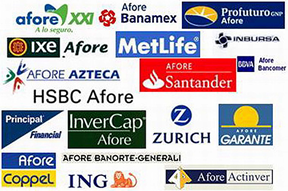 afore XXI
A lo seguro.
Afore
Banamex
Profuturo GNP
Afore
IXe Afore
MetLife
INBURSA
AFORE AZTECA
AFORE
Santander
BBVA
Afore
Bancomer
HSBC Afore
Principal
Financial
InverCap
Afore
ZURICH
AFORE
GARANTE
Afore
Coppel
AFORE BANORTE-GENERALI
ING
Afore Actinver